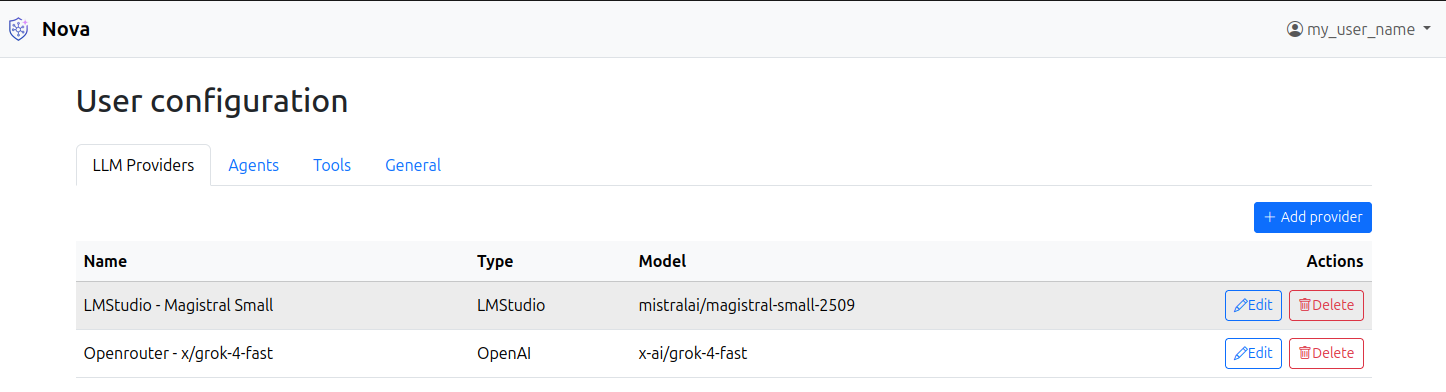 Nova
my_user_name
User configuration
LLM Providers Agents Tools General
+ Add provider
Name Type Model Actions
LMStudio - Magistral Small LMStudio mistralai/magistral-small-2509 Edit Delete
Openrouter - x/grok-4-fast OpenAI x-ai/grok-4-fast Edit Delete